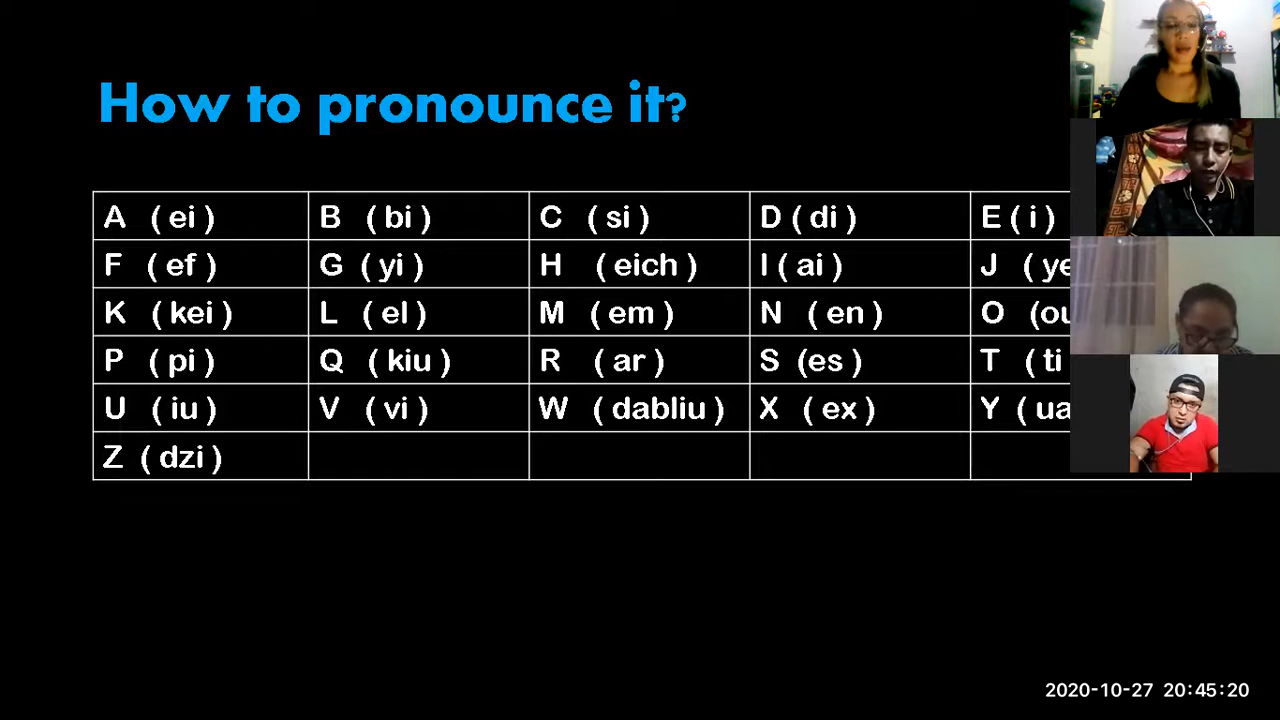 How to pronounce it?
A ( ei ) B ( bi ) C ( si ) D ( di ) E ( i )
F ( ef ) G ( yi ) H ( eich ) I ( ai ) J
K ( kei ) L ( el ) M ( em ) N ( en ) O
P ( pi ) Q ( kiu ) R ( ar ) S (es ) T ( ti
U ( iu ) V ( vi ) W ( dabliu ) X ( ex ) Y
Z ( dzi )
2020-10-27 20:45:20